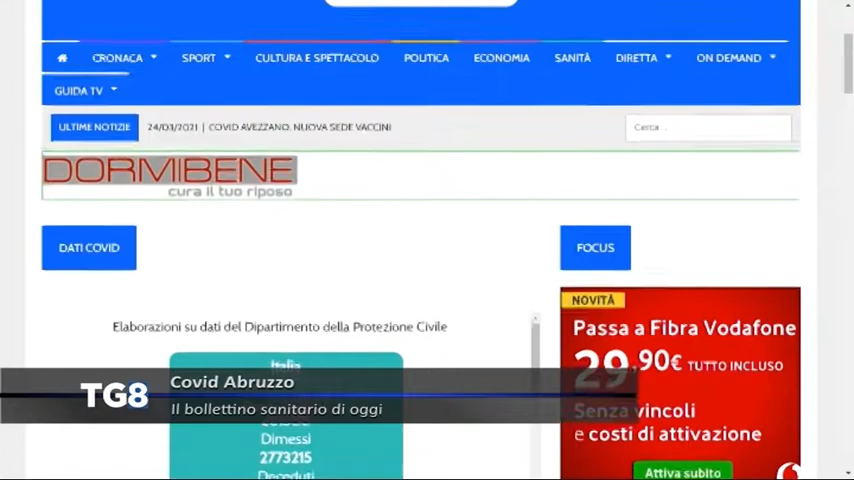 CRONACA
SPORT
CULTURA E SPETTACOLO
POLITICA
ECONOMIA
SANITÀ
DIRETTA
ON DEMAND
GUIDA TV
ULTIME NOTIZIE
24/03/2021 | COVID AVEZZANO, NUOVA SEDE VACCINI
Cerca ...
DORMIBENE
cura il tuo riposo
DATI COVID
FOCUS
Elaborazioni su dati del Dipartimento della Protezione Civile
Italia
Dimessi
2773215
Deceduti
NOVITÀ
Passa a Fibra Vodafone
29,90€ TUTTO INCLUSO
Senza vincoli
e costi di attivazione
Attiva subito
TG8
Covid Abruzzo
Il bollettino sanitario di oggi